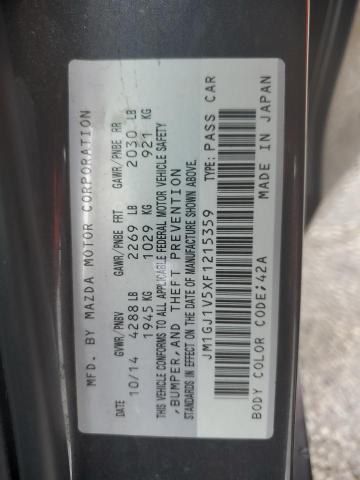 MFD. BY MAZDA MOTOR CORPORATION
DATE GVWR/PNBV GAWR/PNBE FRT GAWR/PNBE RR
10/14 4288 LB 2269 LB 2030 LB
1945 KG 1029 KG 921 KG
THIS VEHICLE CONFORMS TO ALL APPLICABLE FEDERAL MOTOR VEHICLE SAFETY
,BUMPER,AND THEFT PREVENTION
STANDARDS IN EFFECT ON THE DATE OF MANUFACTURE SHOWN ABOVE.
JM1GJ1V5XF1215359 TYPE: PASS CAR
BODY COLOR CODE;42A MADE IN JAPAN